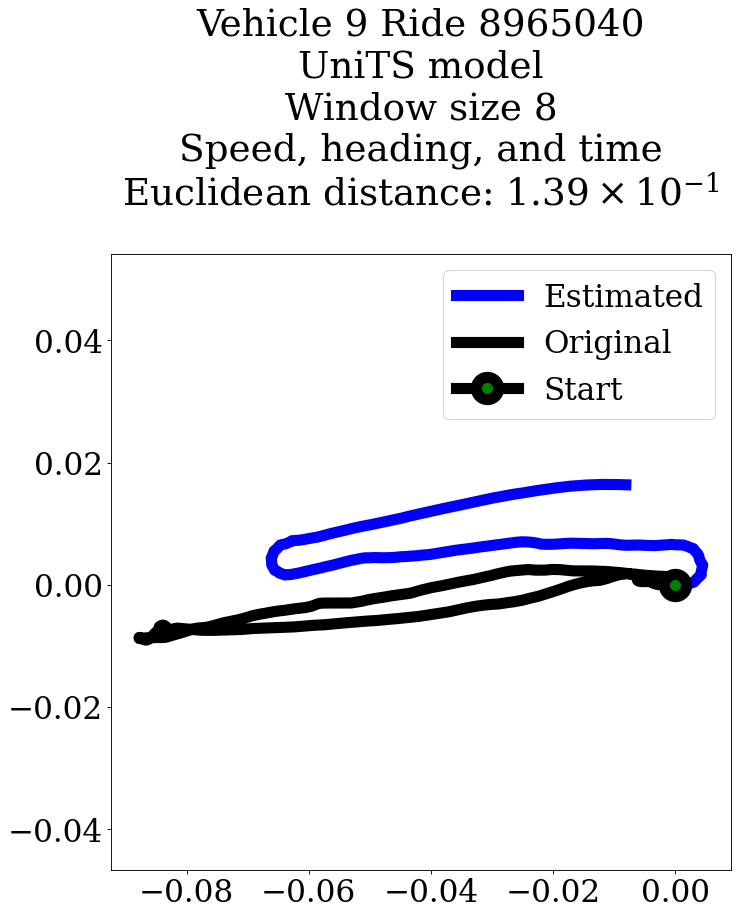 Vehicle 9 Ride 8965040
UniTS model
Window size 8
Speed, heading, and time
Euclidean distance: 1.39 × 10⁻¹
Estimated
Original
Start
0.04
0.02
0.00
−0.02
−0.04
−0.08 −0.06 −0.04 −0.02 0.00